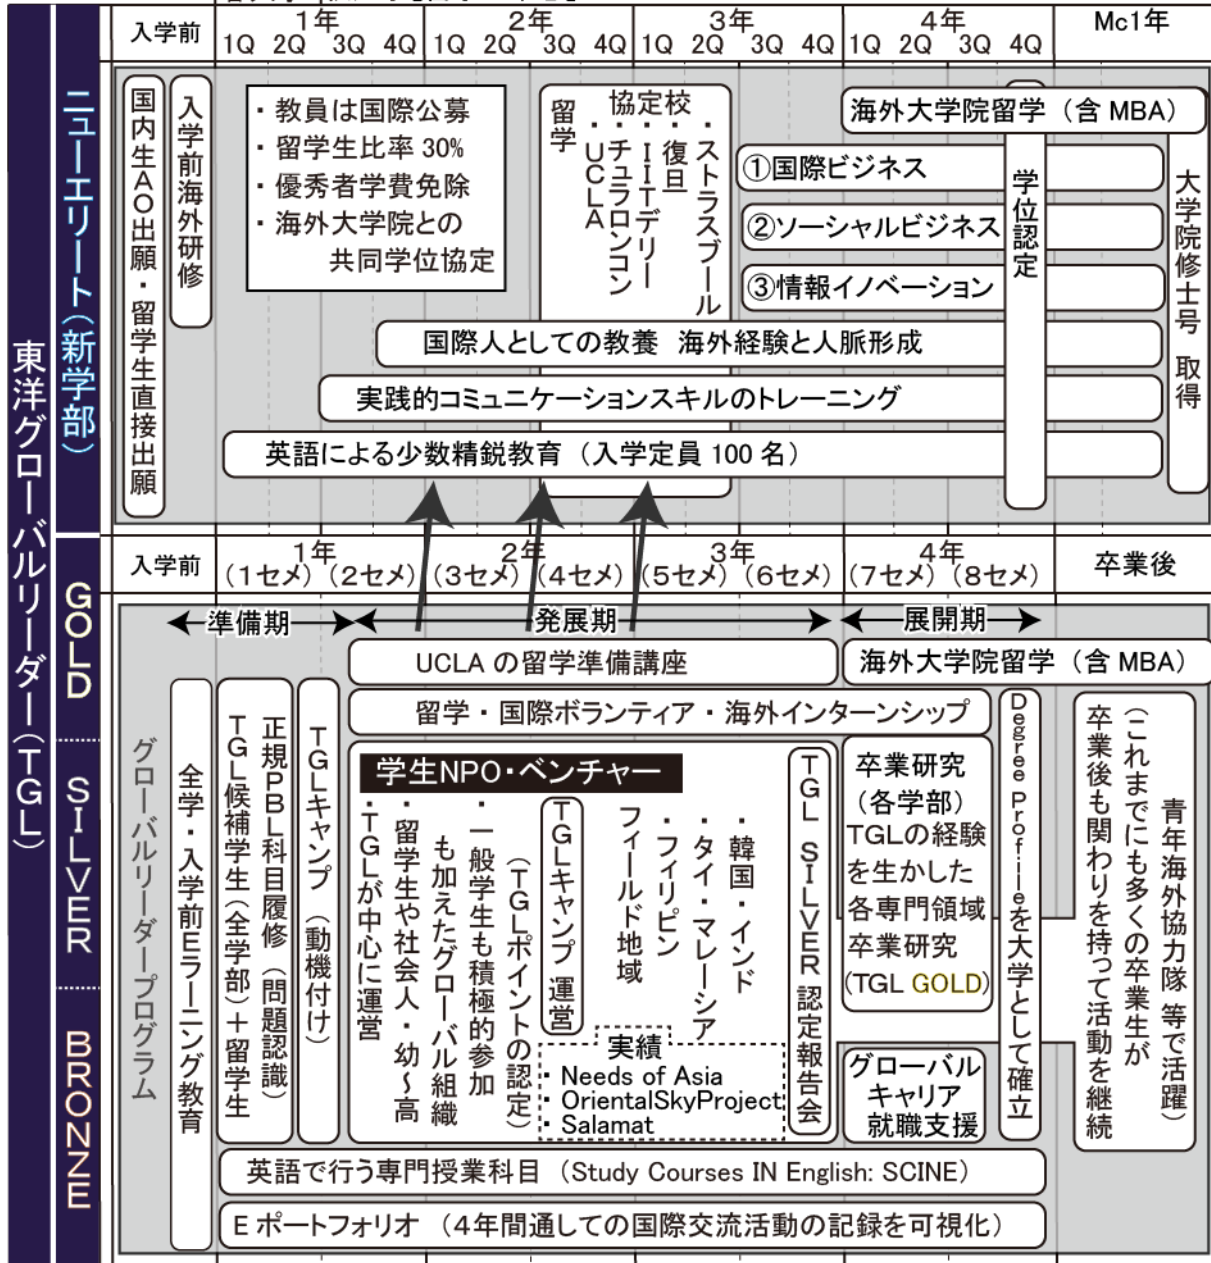 東洋グローバルリーダー(TGL)
ニューエリート(新学部)
入学前
1年
1Q 2Q 3Q 4Q
2年
1Q 2Q 3Q 4Q
3年
1Q 2Q 3Q 4Q
4年
1Q 2Q 3Q 4Q
Mc1年
国内生AO出願・留学生直接出願
入学前海外研修
・教員は国際公募
・留学生比率 30%
・優秀者学費免除
・海外大学院との
共同学位協定
留学
協定校
・UCLA
・チュラロンコン
・IITデリー
・復旦
・ストラスブール
海外大学院留学（含 MBA）
①国際ビジネス
②ソーシャルビジネス
③情報イノベーション
学位認定
大学院修士号 取得
国際人としての教養 海外経験と人脈形成
実践的コミュニケーションスキルのトレーニング
英語による少数精鋭教育（入学定員 100 名）
GOLD
SILVER
BRONZE
入学前
1年
（1セメ）（2セメ）
2年
（3セメ）（4セメ）
3年
（5セメ）（6セメ）
4年
（7セメ）（8セメ）
卒業後
準備期
発展期
展開期
UCLA の留学準備講座
海外大学院留学（含 MBA）
留学・国際ボランティア・海外インターンシップ
グローバルリーダープログラム
全学・入学前Eラーニング教育
正規PBL科目履修（問題認識）
TGL候補学生（全学部）＋留学生
TGLキャンプ（動機付け）
学生NPO・ベンチャー
・TGLが中心に運営
・留学生や社会人・幼～高
も加えたグローバル組織
・一般学生も積極的参加
（TGLポイントの認定）
TGLキャンプ 運営
フィールド地域
・フィリピン
・タイ・マレーシア
・韓国・インド
実績
・Needs of Asia
・OrientalSkyProject
・Salamat
TGL SILVER 認定報告会
卒業研究
（各学部）
TGLの経験
を生かした
各専門領域
卒業研究
(TGL GOLD)
グローバル
キャリア
就職支援
Degree Profileを大学として確立
青年海外協力隊 等で活躍）
（これまでにも多くの卒業生が
卒業後も関わりを持って活動を継続
英語で行う専門授業科目（Study Courses IN English: SCINE）
E ポートフォリオ（4年間通しての国際交流活動の記録を可視化）